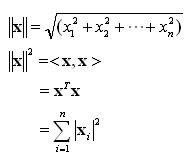 ‖x‖ = √(x₁² + x₂² + ⋯ + xₙ²)
‖x‖² = <x, x>
= xᵀx
= ∑ᵢ₌₁ⁿ |xᵢ|²